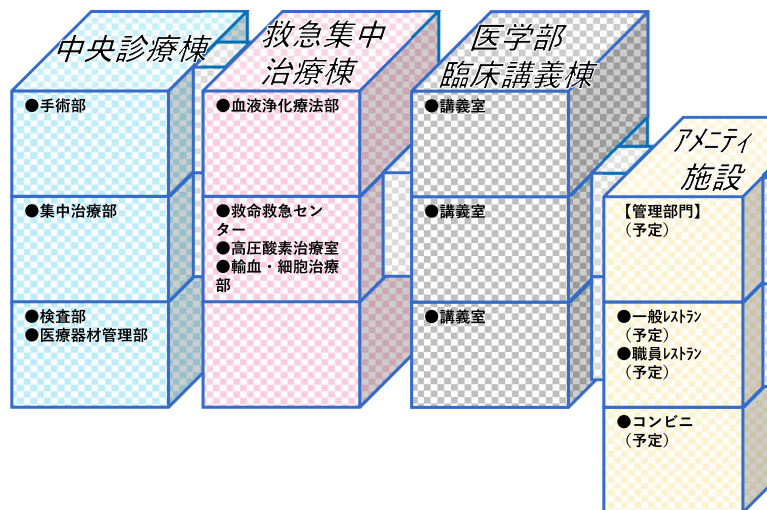 中央診療棟
●手術部
●集中治療部
●検査部
●医療器材管理部
救急集中
治療棟
●血液浄化療法部
●救命救急セン
ター
●高圧酸素治療室
●輸血・細胞治療
部
医学部
臨床講義棟
●講義室
●講義室
●講義室
ｱﾒﾆﾃｨ
施設
【管理部門】
（予定）
●一般ﾚｽﾄﾗﾝ
（予定）
●職員ﾚｽﾄﾗﾝ
（予定）
●コンビニ
（予定）